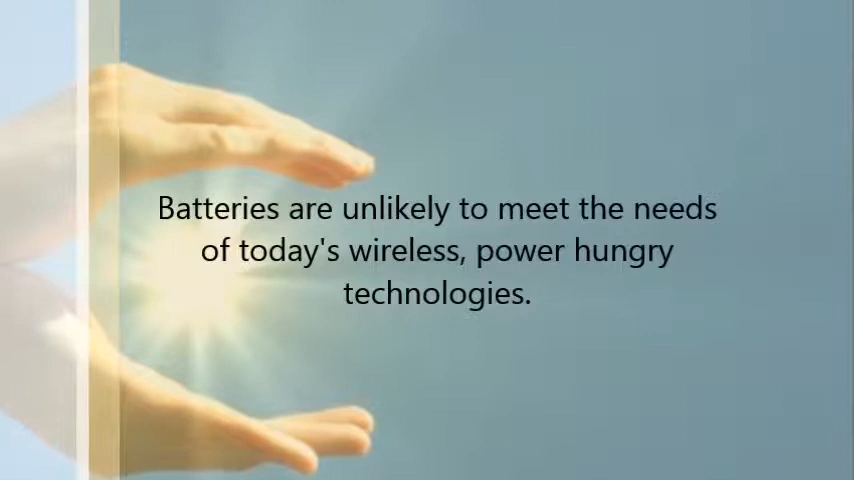 Batteries are unlikely to meet the needs
of today's wireless, power hungry
technologies.